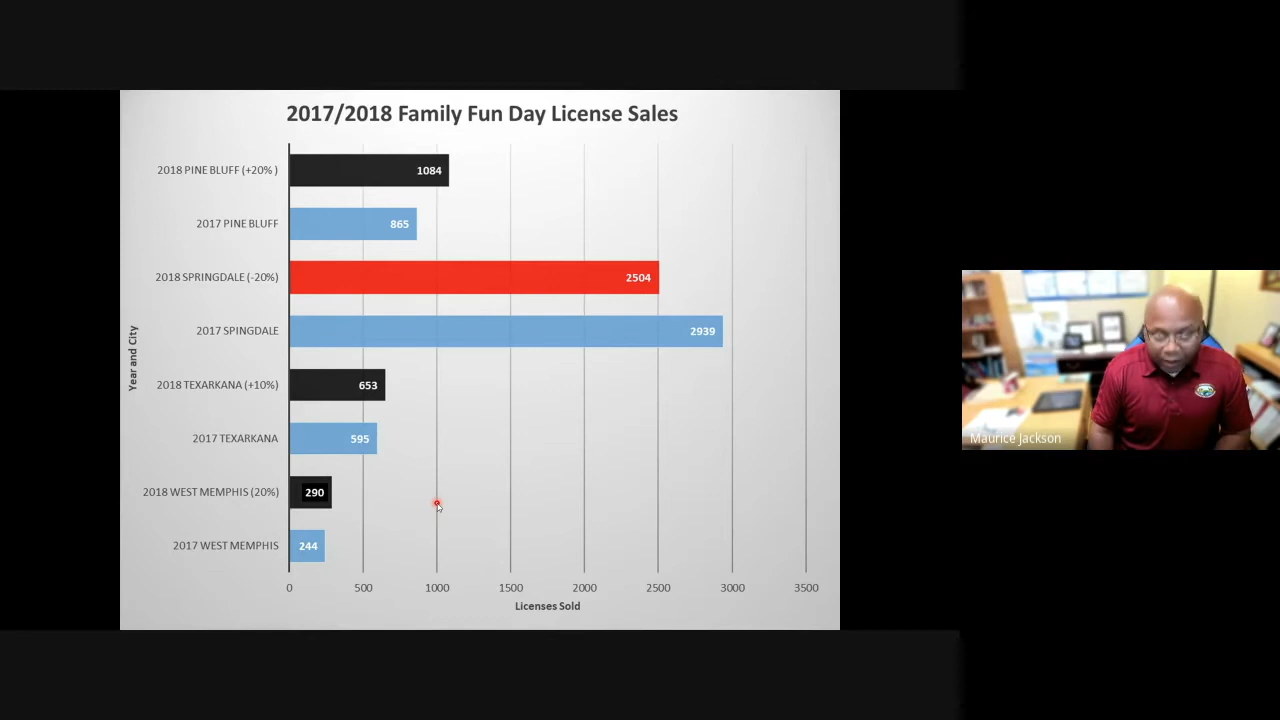 2017/2018 Family Fun Day License Sales
2018 PINE BLUFF (+20% )
1084
2017 PINE BLUFF
865
2018 SPRINGDALE (-20%)
2504
2017 SPINGDALE
2939
2018 TEXARKANA (+10%)
653
2017 TEXARKANA
595
2018 WEST MEMPHIS (20%)
290
2017 WEST MEMPHIS
244
Year and City
0 500 1000 1500 2000 2500 3000 3500
Licenses Sold
Maurice Jackson